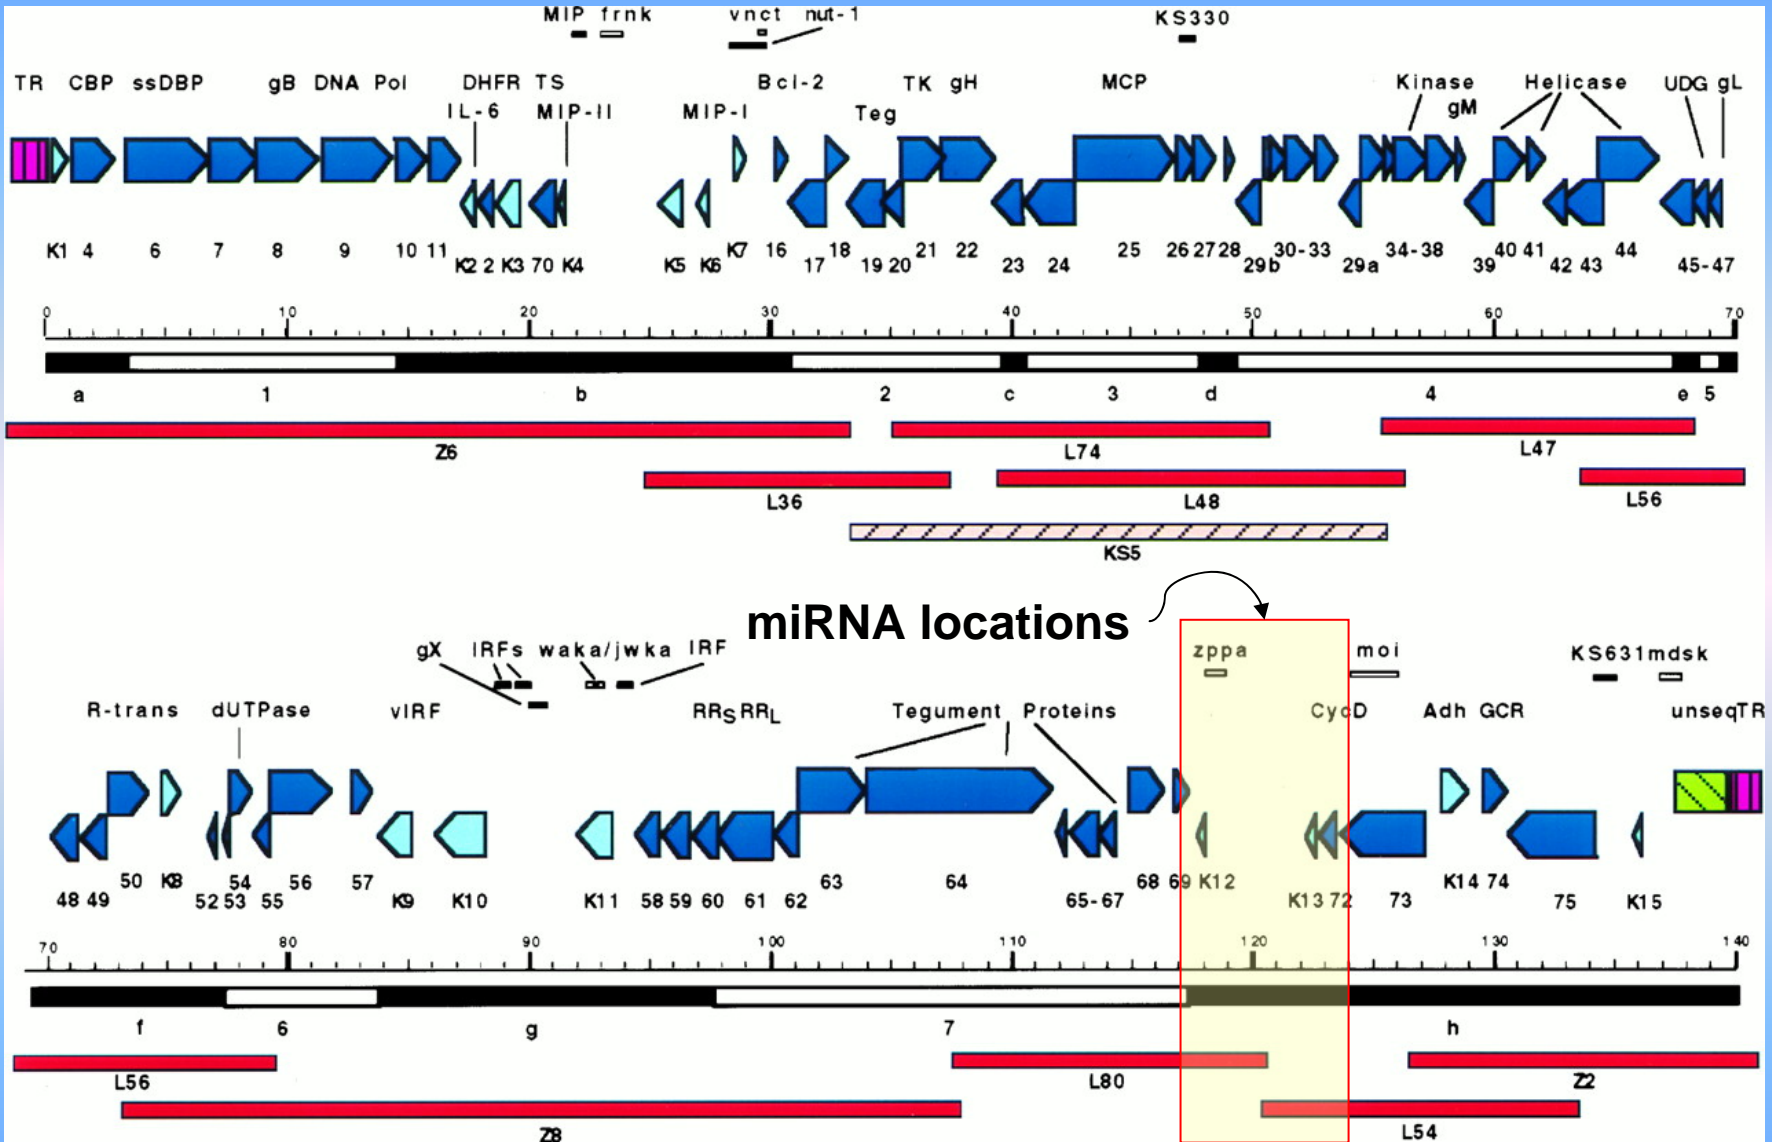 MIP frnk vnct nut-1 KS330
TR CBP ssDBP gB DNA Pol DHFR TS Bcl-2 TK gH MCP Kinase Helicase UDG gL
IL-6 MIP-II MIP-I Teg gM
K1 4 6 7 8 9 10 11 K7 16 18 21 22 25 26 27 28 30-33 34-38 40 41 44
K2 2 K3 70 K4 K5 K6 17 19 20 23 24 29b 29a 39 42 43 45-47
0 10 20 30 40 50 60 70
a 1 b 2 c 3 d 4 e 5
Z6 L74 L47
L36 L48 L56
KS5
miRNA locations
gX IRFs waka/jwka IRF zppa moi KS631 mdsk
R-trans dUTPase vIRF RRS RRL Tegument Proteins CycD Adh GCR unseq TR
50 K8 54 56 57 63 64 68 69 K12 K14 74
48 49 52 53 55 K9 K10 K11 58 59 60 61 62 65-67 K13 72 73 75 K15
70 80 90 100 110 120 130 140
f 6 g 7 h
L56 L80 Z2
Z8 L54